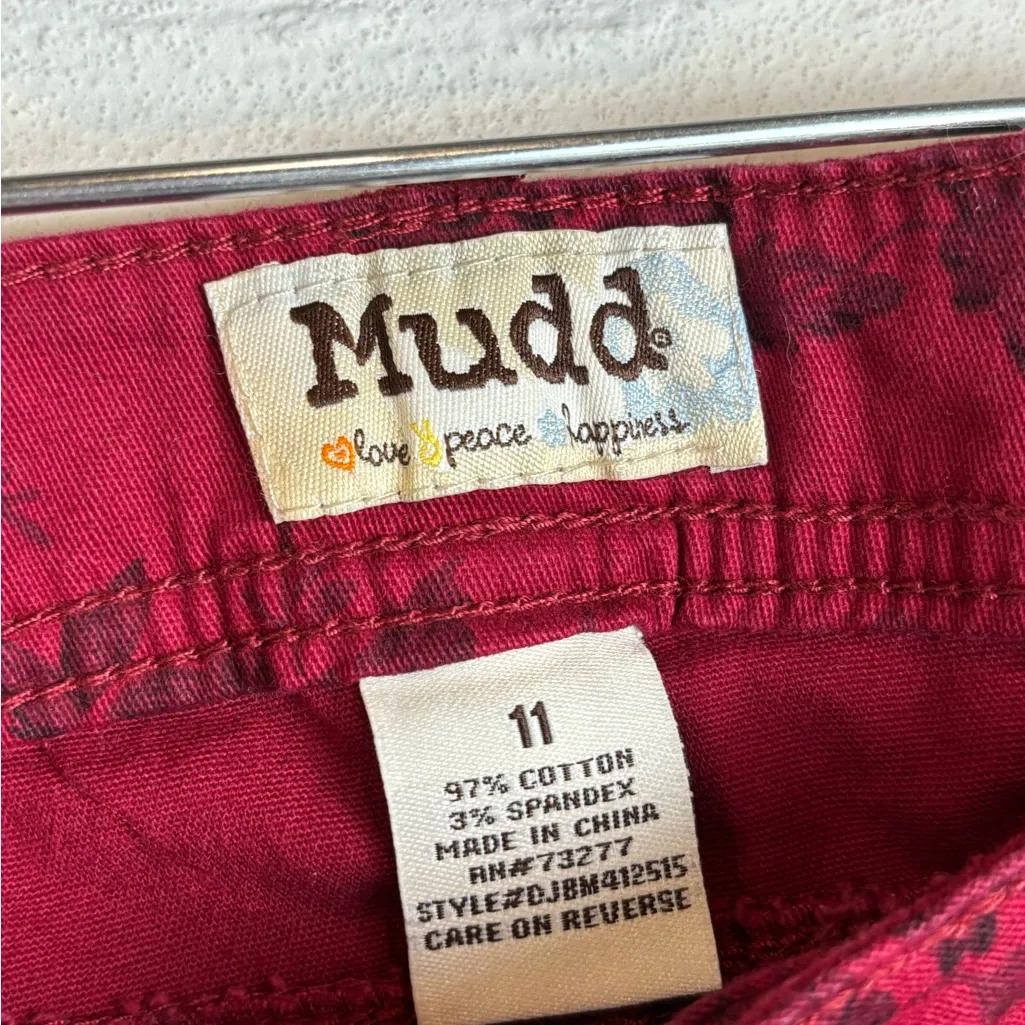 Mudd®
love peace happiness
11
97% COTTON
3% SPANDEX
MADE IN CHINA
RN#73277
STYLE#DJBM412515
CARE ON REVERSE